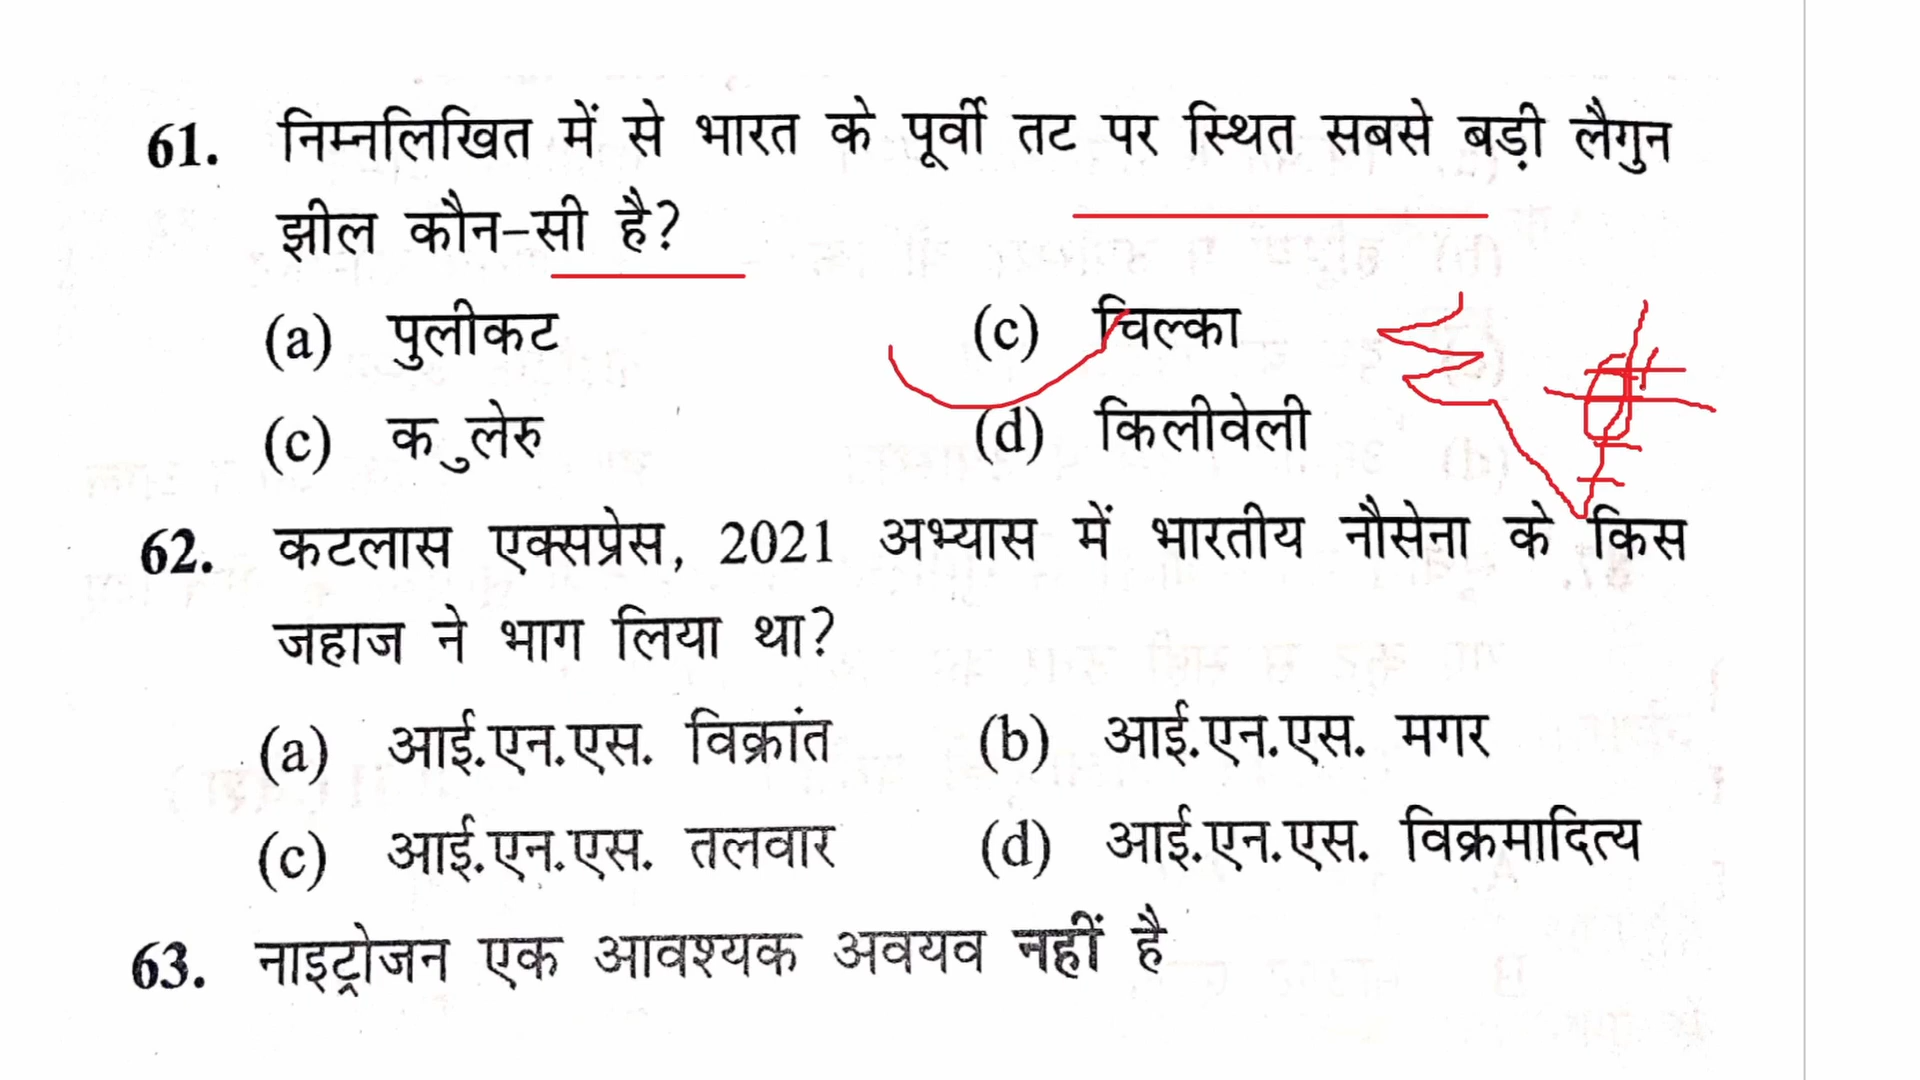 61. निम्नलिखित में से भारत के पूर्वी तट पर स्थित सबसे बड़ी लैगुन
झील कौन-सी है?
(a) पुलीकट (c) चिल्का
(c) क ुलेरु (d) किलीवेली
62. कटलास एक्सप्रेस, 2021 अभ्यास में भारतीय नौसेना के किस
जहाज ने भाग लिया था?
(a) आई.एन.एस. विक्रांत (b) आई.एन.एस. मगर
(c) आई.एन.एस. तलवार (d) आई.एन.एस. विक्रमादित्य
63. नाइट्रोजन एक आवश्यक अवयव नहीं है